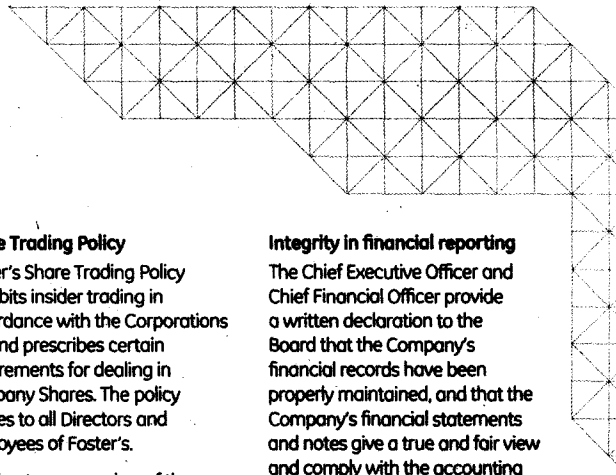 e Trading Policy
er's Share Trading Policy
bits insider trading in
rdance with the Corporations
nd prescribes certain
rements for dealing in
pany Shares. The policy
es to all Directors and
oyees of Foster's.
Integrity in financial reporting
The Chief Executive Officer and
Chief Financial Officer provide
a written declaration to the
Board that the Company's
financial records have been
properly maintained, and that the
Company's financial statements
and notes give a true and fair view
and comply with the accounting